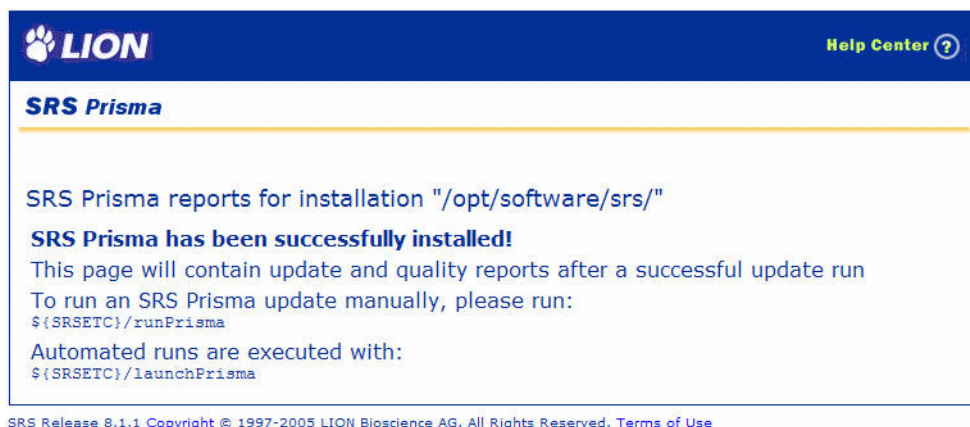 LION
Help Center ?
SRS Prisma
SRS Prisma reports for installation "/opt/software/srs/"
SRS Prisma has been successfully installed!
This page will contain update and quality reports after a successful update run
To run an SRS Prisma update manually, please run:
${SRSETC}/runPrisma
Automated runs are executed with:
${SRSETC}/launchPrisma
SRS Release 8.1.1 Copyright © 1997-2005 LION Bioscience AG. All Rights Reserved. Terms of Use